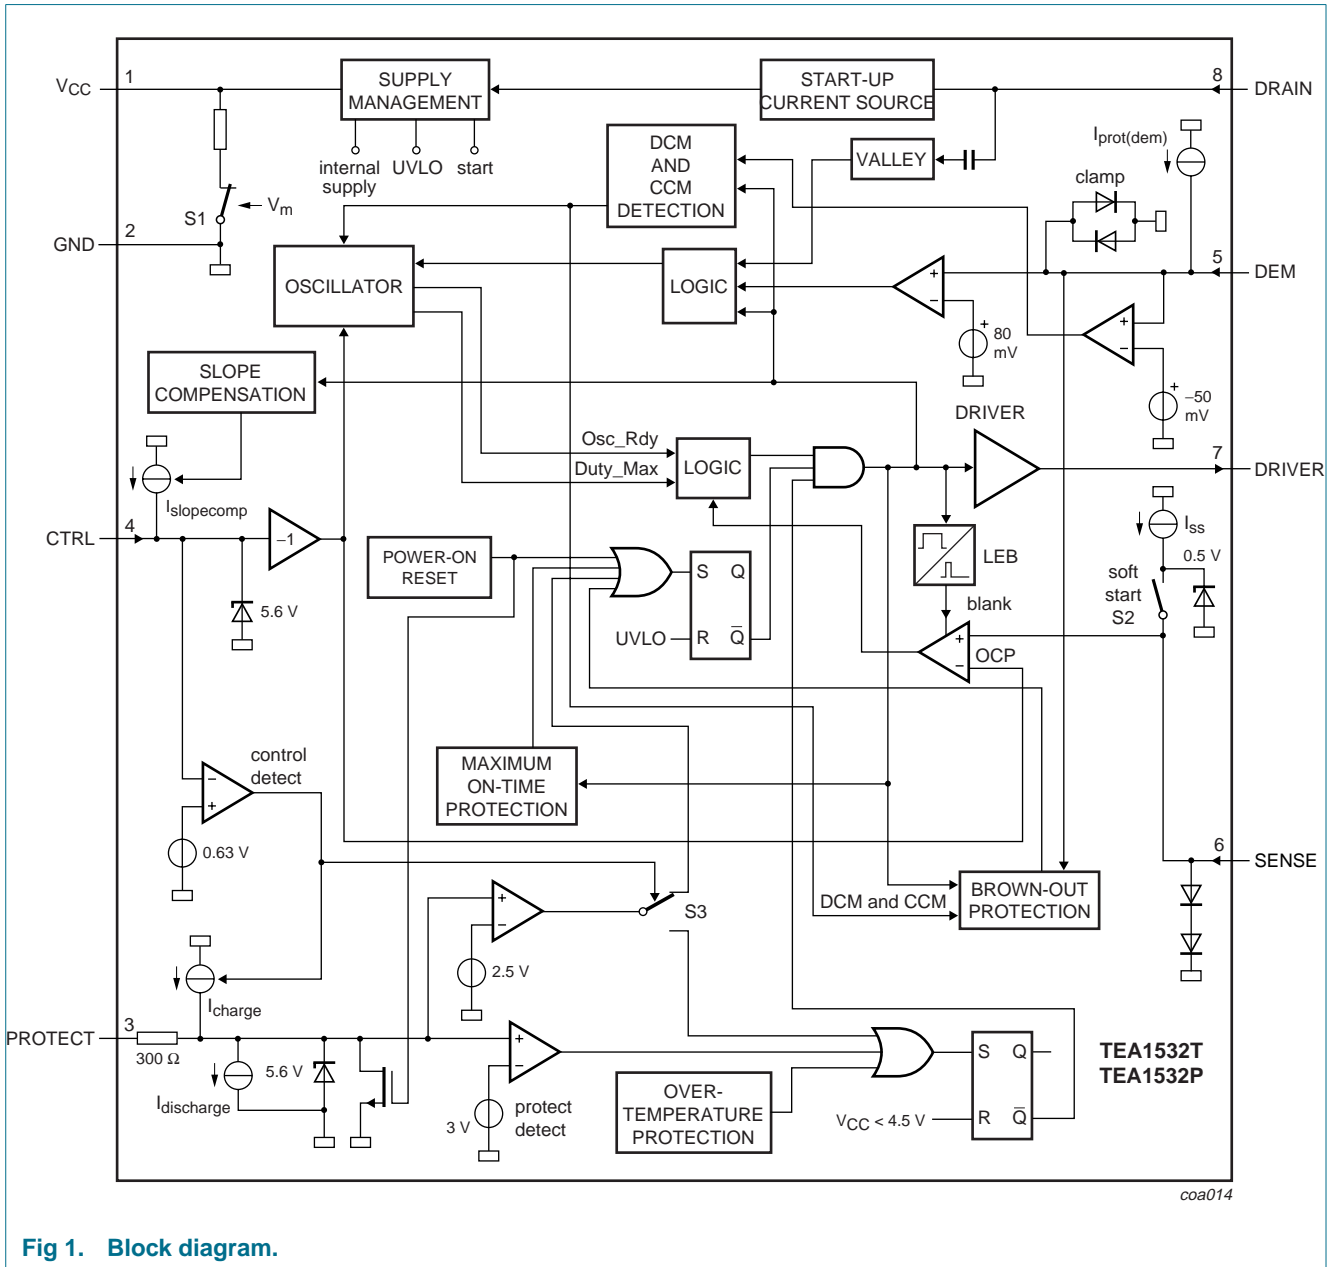 1
VCC
SUPPLY
MANAGEMENT
START-UP
CURRENT SOURCE
8
DRAIN
internal
supply
UVLO
start
DCM
AND
CCM
DETECTION
VALLEY
Iprot(dem)
clamp
S1
Vm
2
GND
OSCILLATOR
LOGIC
+
−
+
80
mV
5
DEM
+
−
+
−50
mV
SLOPE
COMPENSATION
DRIVER
Osc_Rdy
Duty_Max
LOGIC
7
DRIVER
Islopecomp
4
CTRL
−1
5.6 V
POWER-ON
RESET
S
Q
R
Q
UVLO
LEB
blank
+
−
OCP
Iss
0.5 V
soft
start
S2
control
detect
−
+
0.63 V
MAXIMUM
ON-TIME
PROTECTION
6
SENSE
+
−
2.5 V
S3
DCM and CCM
BROWN-OUT
PROTECTION
Icharge
3
PROTECT
300 Ω
Idischarge
5.6 V
+
−
3 V
protect
detect
OVER-
TEMPERATURE
PROTECTION
VCC < 4.5 V
S
Q
R
Q
TEA1532T
TEA1532P
coa014
Fig 1. Block diagram.